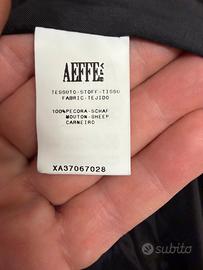 AEFFE
TESSUTO-STOFF-TISSU
FABRIC-TEJIDO
100%PECORA-SCHAF
MOUTON-SHEEP
CARNEIRO
XA37067028
subito